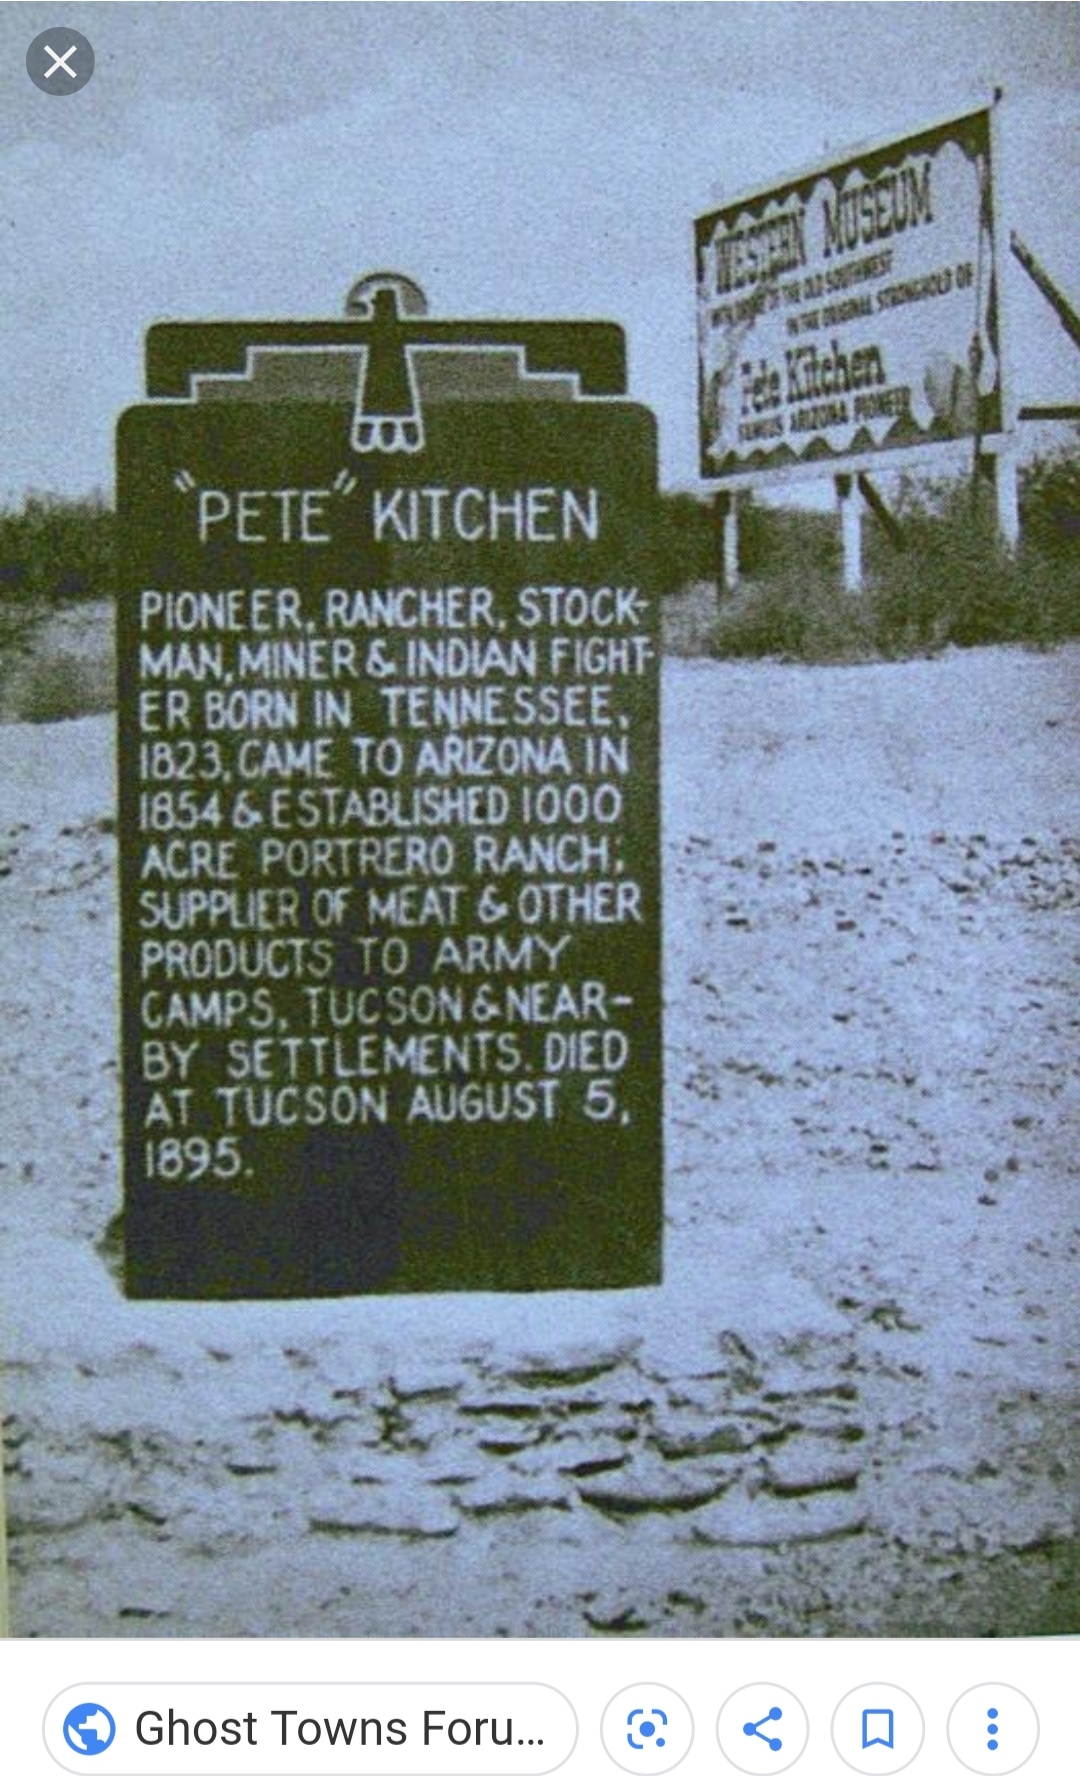 WESTERN MUSEUM
OF THE OLD SOUTHWEST
IN THE ORIGINAL STRONGHOLD OF
Pete Kitchen
FAMOUS ARIZONA PIONEER
"PETE" KITCHEN
PIONEER, RANCHER, STOCK-
MAN, MINER & INDIAN FIGHT-
ER BORN IN TENNESSEE,
1823, CAME TO ARIZONA IN
1854 & ESTABLISHED 1000
ACRE PORTRERO RANCH;
SUPPLIER OF MEAT & OTHER
PRODUCTS TO ARMY
CAMPS, TUCSON & NEAR-
BY SETTLEMENTS. DIED
AT TUCSON AUGUST 5,
1895.
Ghost Towns Foru...